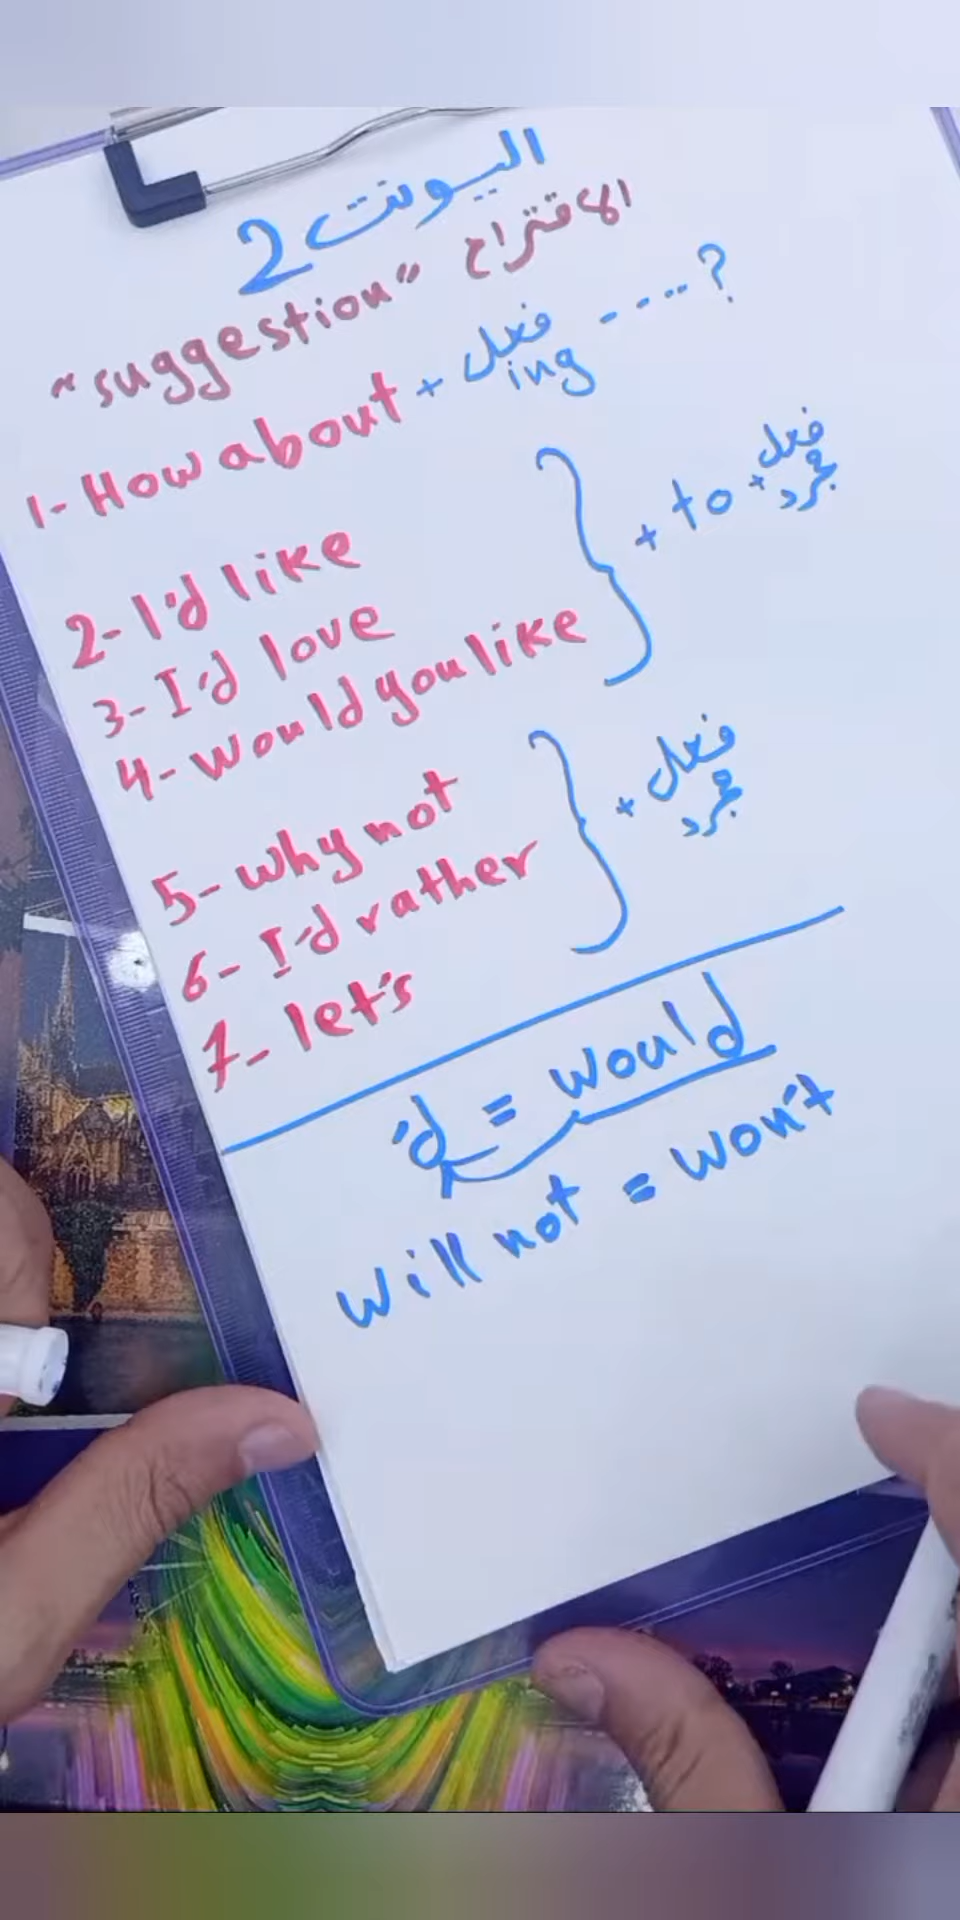 اليونت 2
الاقتراح "suggestion"
1- How about + فعل ing ....?
2- I'd like
3- I'd love
4- would you like
+ to + فعل مجرد
5- why not
6- I'd rather
7- let's
+ فعل مجرد
'd = would
will not = won't